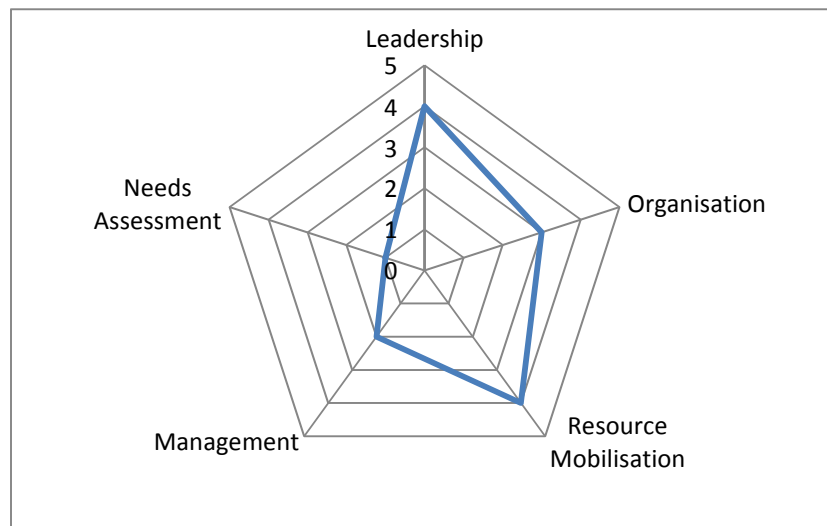 Leadership
5
4
3
2
1
0
Organisation
Resource
Mobilisation
Management
Needs
Assessment